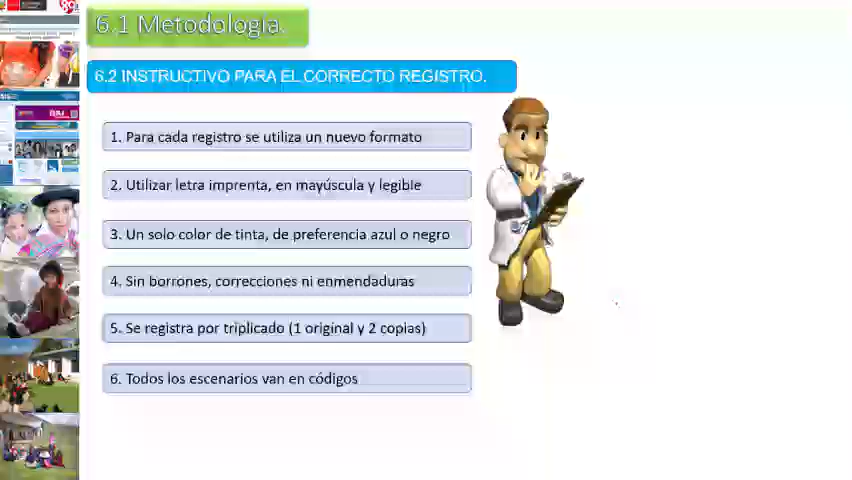 6.1 Metodología.
6.2 INSTRUCTIVO PARA EL CORRECTO REGISTRO.
1. Para cada registro se utiliza un nuevo formato
2. Utilizar letra imprenta, en mayúscula y legible
3. Un solo color de tinta, de preferencia azul o negro
4. Sin borrones, correcciones ni enmendaduras
5. Se registra por triplicado (1 original y 2 copias)
6. Todos los escenarios van en códigos